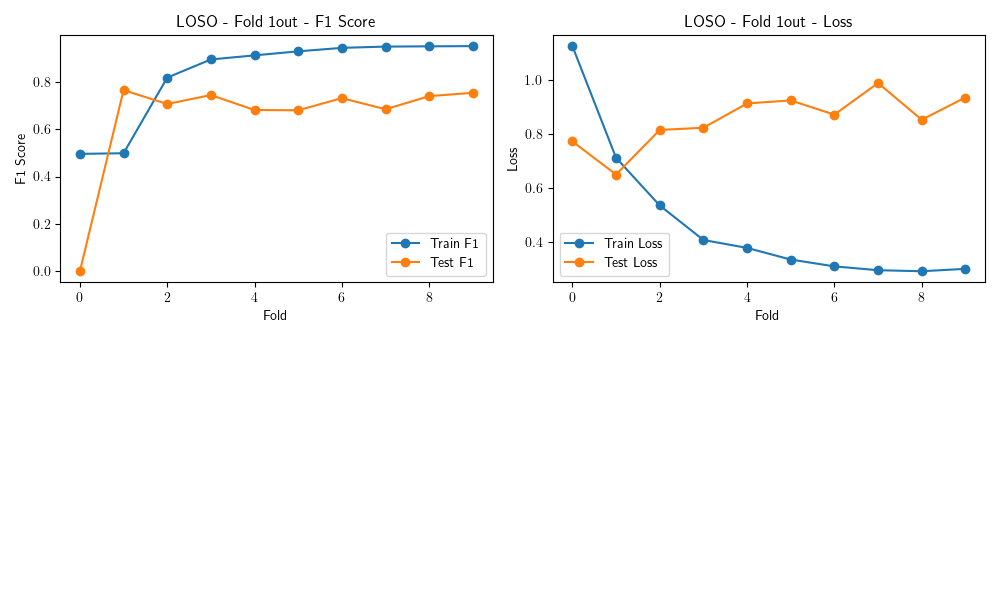 LOSO - Fold 1out - F1 Score
F1 Score
0.8
0.6
0.4
0.2
0.0
0
2
4
6
8
Fold
Train F1
Test F1
LOSO - Fold 1out - Loss
Loss
1.0
0.8
0.6
0.4
0
2
4
6
8
Fold
Train Loss
Test Loss